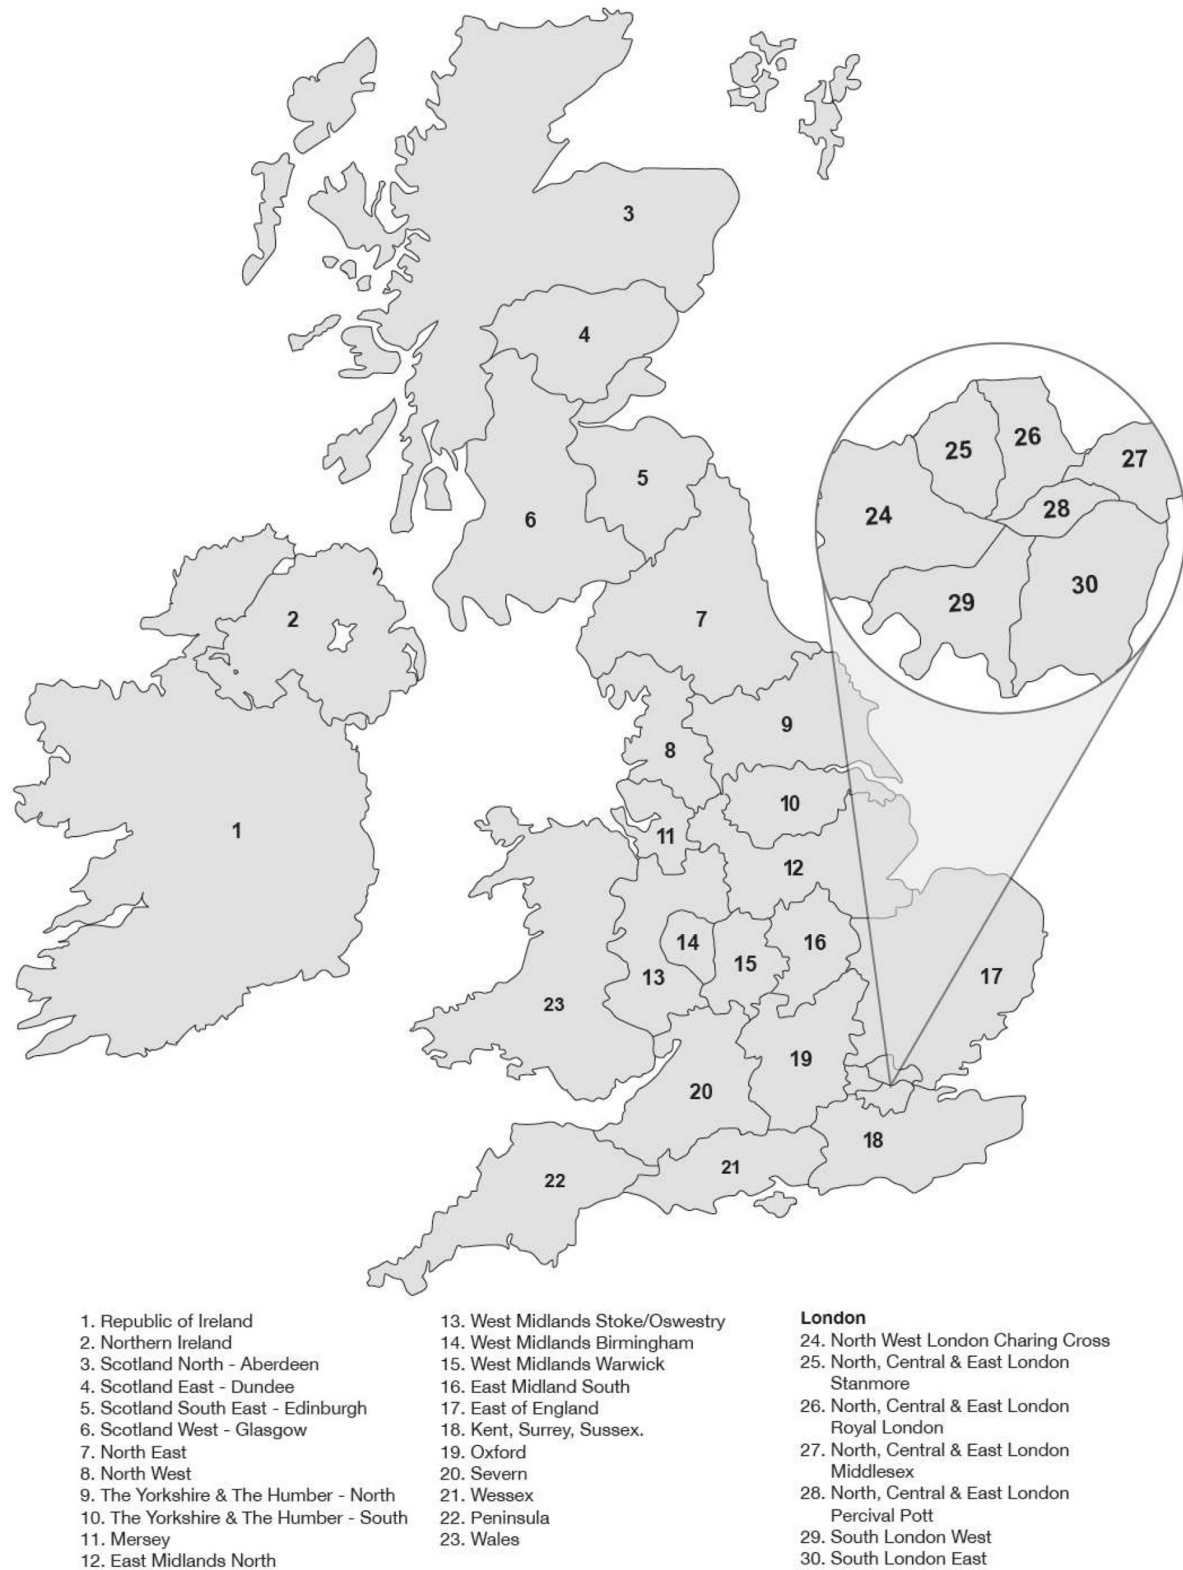 3
4
25
26
27
24
28
5
6
29
30
2
7
9
8
10
1
11
12
14
16
15
13
17
23
19
20
18
21
22
1. Republic of Ireland
2. Northern Ireland
3. Scotland North - Aberdeen
4. Scotland East - Dundee
5. Scotland South East - Edinburgh
6. Scotland West - Glasgow
7. North East
8. North West
9. The Yorkshire & The Humber - North
10. The Yorkshire & The Humber - South
11. Mersey
12. East Midlands North
13. West Midlands Stoke/Oswestry
14. West Midlands Birmingham
15. West Midlands Warwick
16. East Midland South
17. East of England
18. Kent, Surrey, Sussex.
19. Oxford
20. Severn
21. Wessex
22. Peninsula
23. Wales
London
24. North West London Charing Cross
25. North, Central & East London
Stanmore
26. North, Central & East London
Royal London
27. North, Central & East London
Middlesex
28. North, Central & East London
Percival Pott
29. South London West
30. South London East